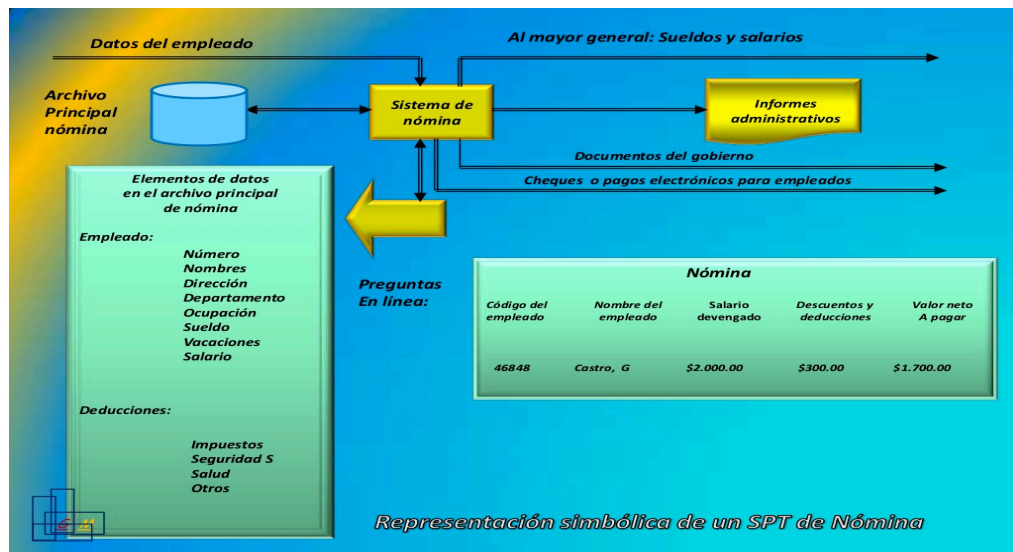 Datos del empleado
Al mayor general: Sueldos y salarios
Archivo
Principal
nómina
Sistema de
nómina
Informes
administrativos
Documentos del gobierno
Cheques o pagos electrónicos para empleados
Elementos de datos
en el archivo principal
de nómina
Empleado:
Número
Nombres
Dirección
Departamento
Ocupación
Sueldo
Vacaciones
Salario
Deducciones:
Impuestos
Seguridad S
Salud
Otros
Preguntas
En línea:
Nómina
Código del empleado
Nombre del empleado
Salario devengado
Descuentos y deducciones
Valor neto A pagar
46848 Castro, G $2.000.00 $300.00 $1.700.00
G M
Representación simbólica de un SPT de Nómina